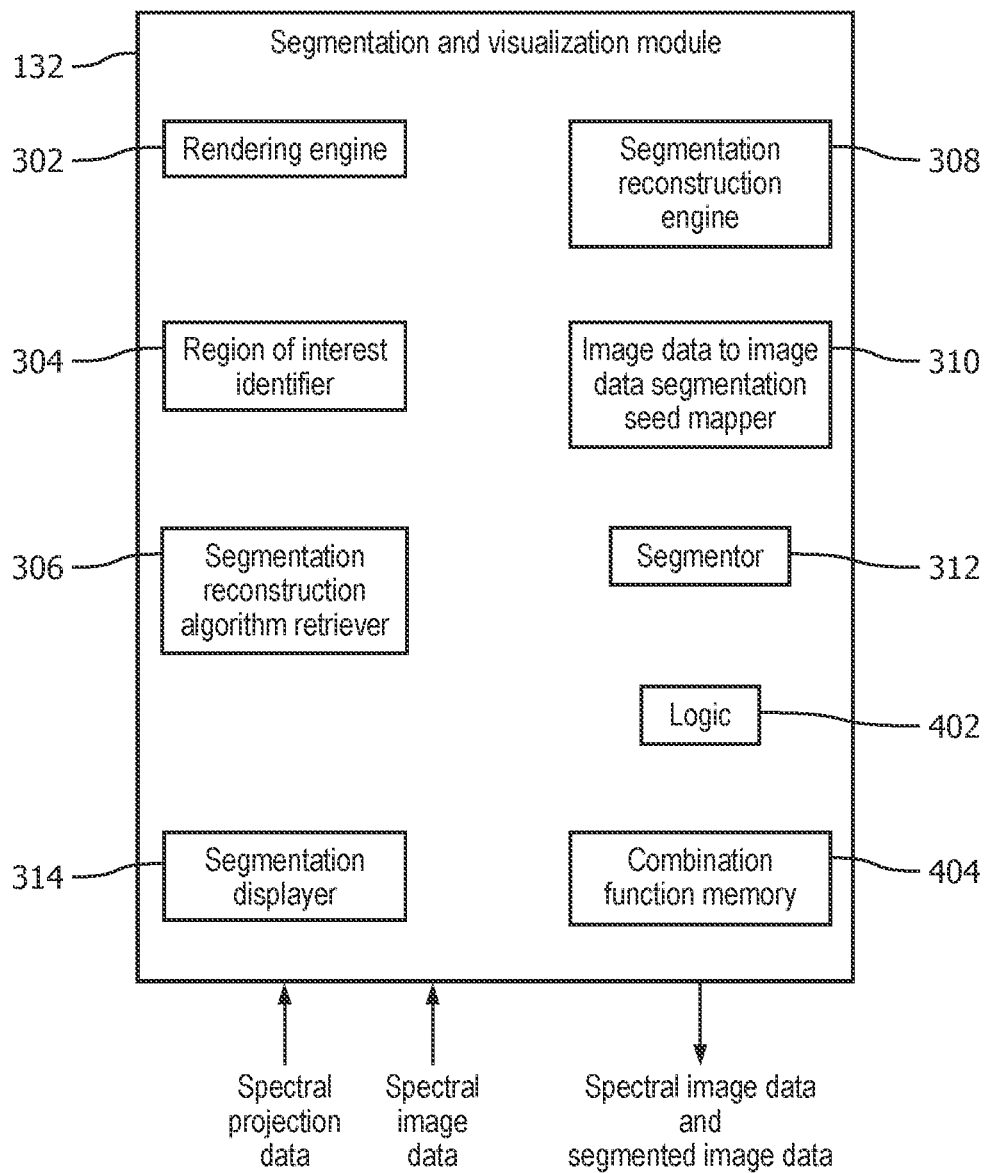 Segmentation and visualization module
132
302
Rendering engine
Segmentation
reconstruction
engine
308
304
Region of interest
identifier
Image data to image
data segmentation
seed mapper
310
306
Segmentation
reconstruction
algorithm retriever
Segmentor
312
Logic
402
314
Segmentation
displayer
Combination
function memory
404
Spectral
projection
data
Spectral
image
data
Spectral image data
and
segmented image data